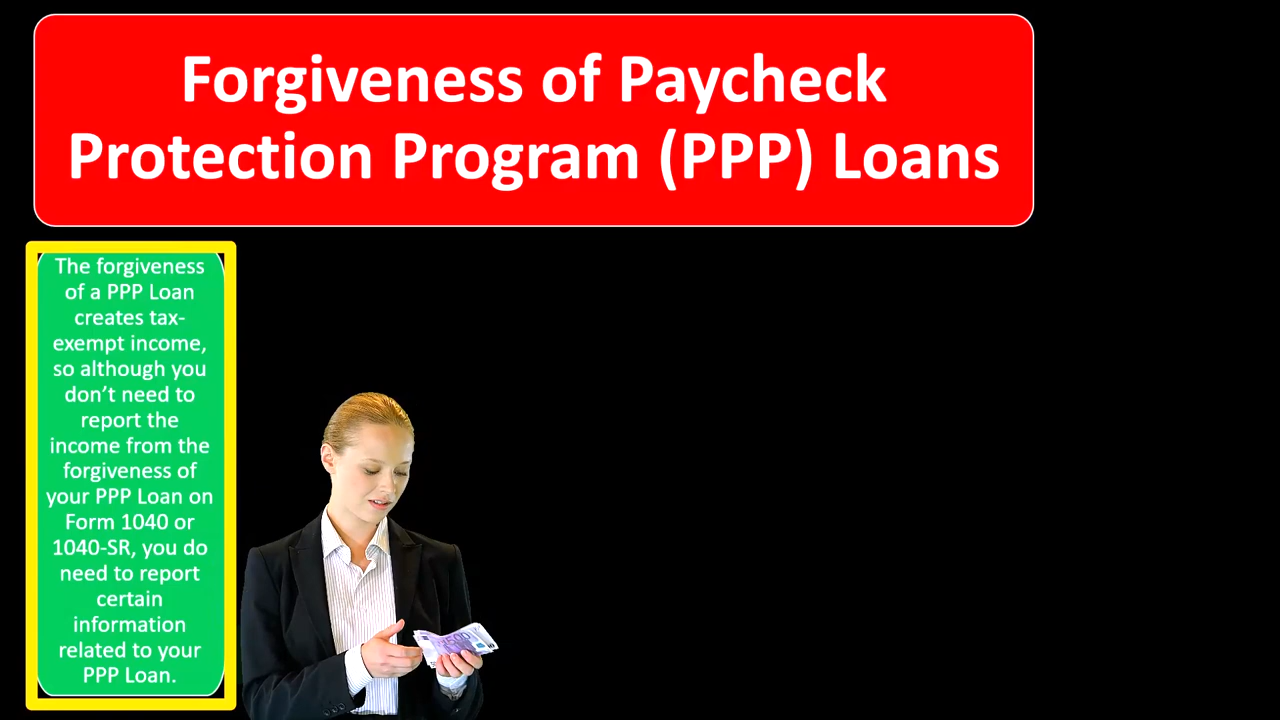 Forgiveness of Paycheck
Protection Program (PPP) Loans
The forgiveness
of a PPP Loan
creates tax-
exempt income,
so although you
don’t need to
report the
income from the
forgiveness of
your PPP Loan on
Form 1040 or
1040-SR, you do
need to report
certain
information
related to your
PPP Loan.
500